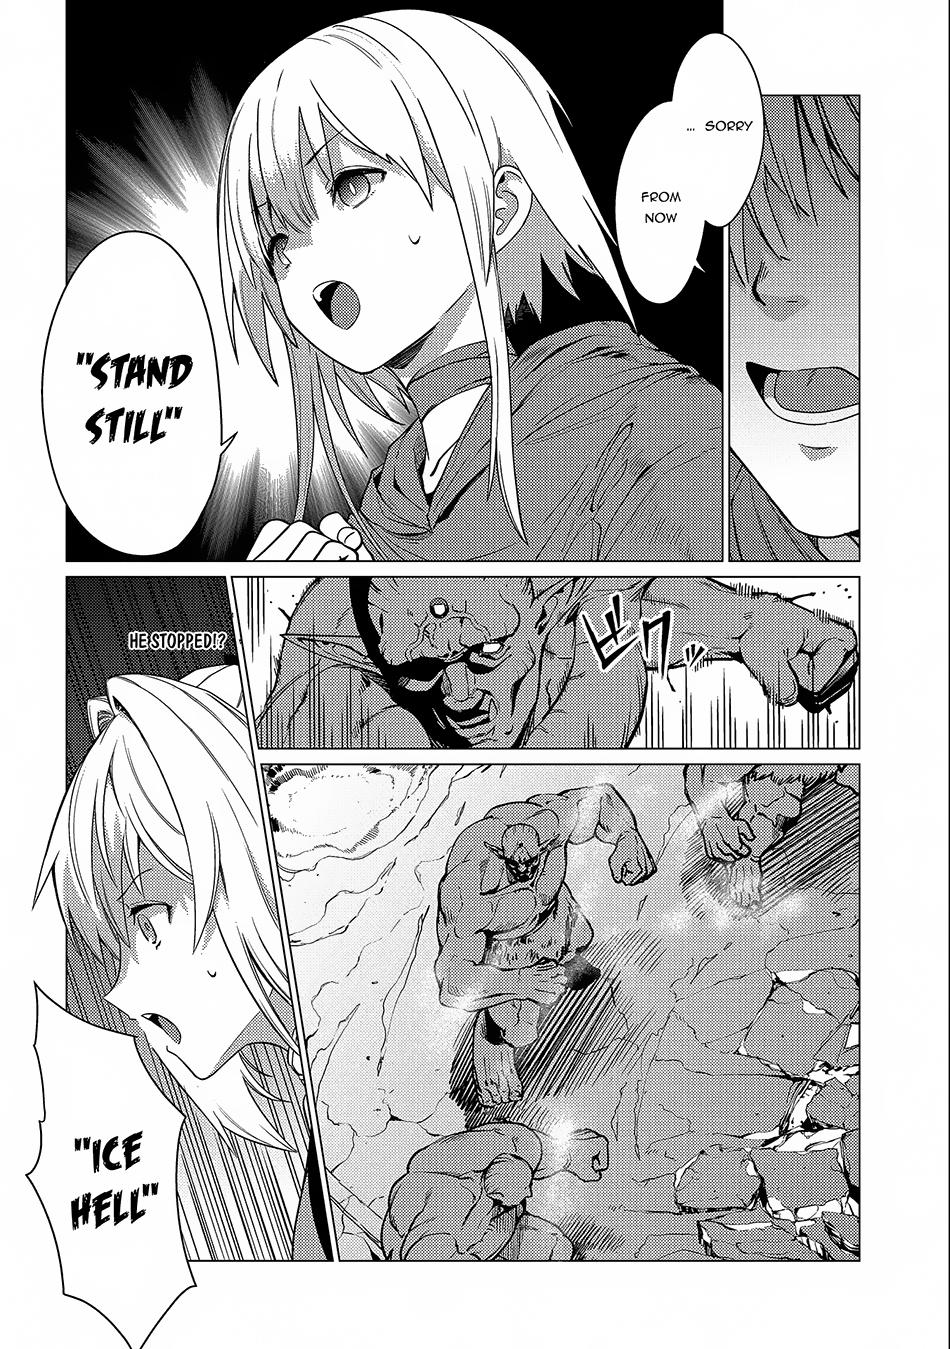 ... SORRY
FROM
NOW
"STAND
STILL"
ビクッ
HE STOPPED!?
"ICE
HELL"